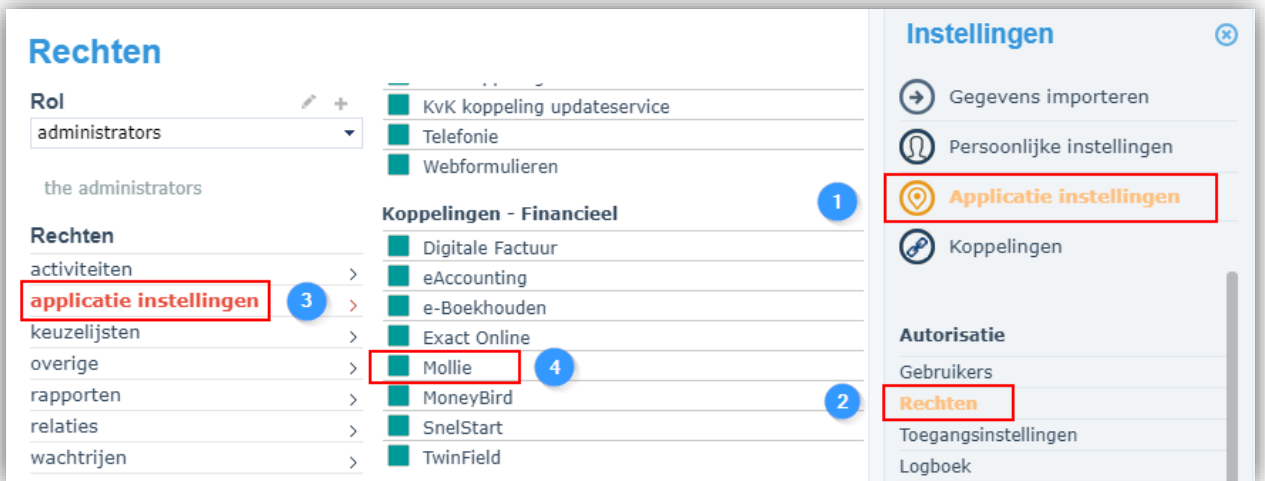 Rechten
Rol
administrators
the administrators
Rechten
activiteiten
applicatie instellingen
3
keuzelijsten
overige
rapporten
relaties
wachtrijen
KvK koppeling updateservice
Telefonie
Webformulieren
Koppelingen - Financieel
Digitale Factuur
eAccounting
e-Boekhouden
Exact Online
Mollie
4
MoneyBird
SnelStart
TwinField
Instellingen
Gegevens importeren
Persoonlijke instellingen
1
Applicatie instellingen
Koppelingen
Autorisatie
Gebruikers
2
Rechten
Toegangsinstellingen
Logboek